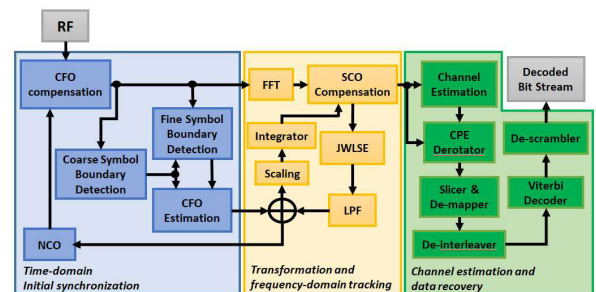 RF
CFO
compensation
Fine Symbol
Boundary
Detection
Coarse Symbol
Boundary
Detection
CFO
Estimation
NCO
Time-domain
Initial synchronization
FFT
SCO
Compensation
Integrator
JWLSE
Scaling
LPF
Transformation and
frequency-domain tracking
Channel
Estimation
CPE
Derotator
Slicer &
De-mapper
De-interleaver
Viterbi
Decoder
De-scrambler
Decoded
Bit Stream
Channel estimation and
data recovery